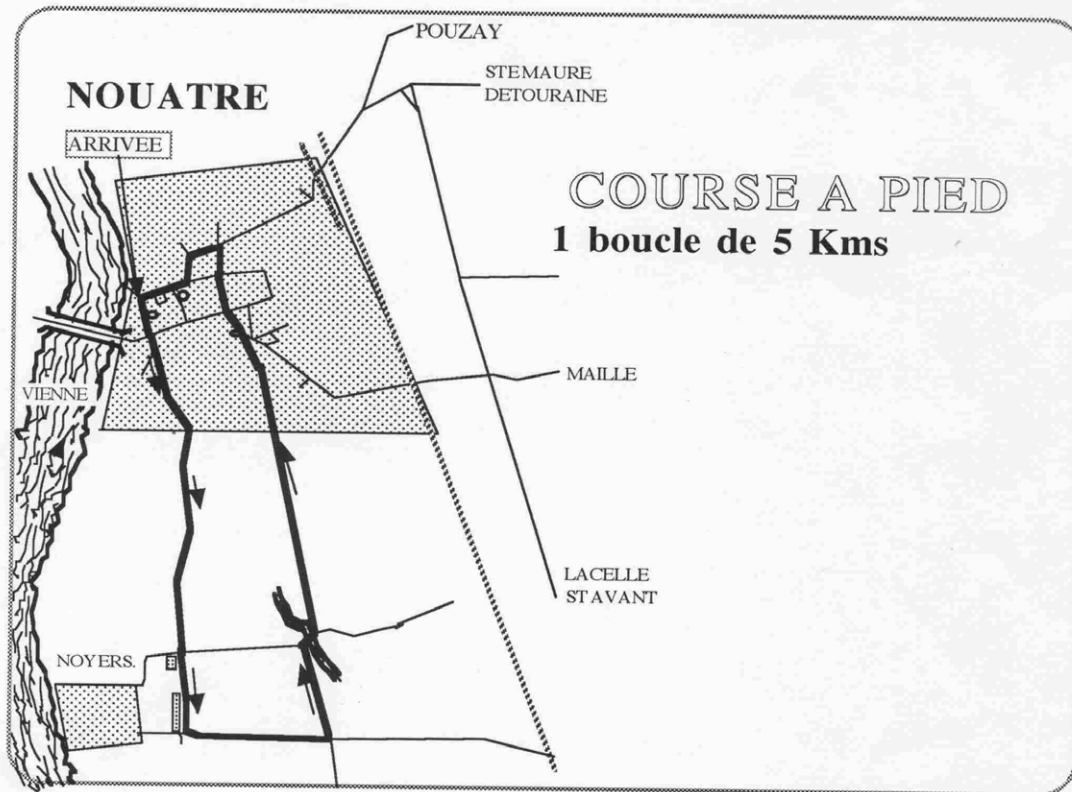 POUZAY
STEMAURE
DETOURAINE
NOUATRE
ARRIVEE
COURSE A PIED
1 boucle de 5 Kms
MAILLE
VIENNE
LACELLE
STAVANT
NOYERS.